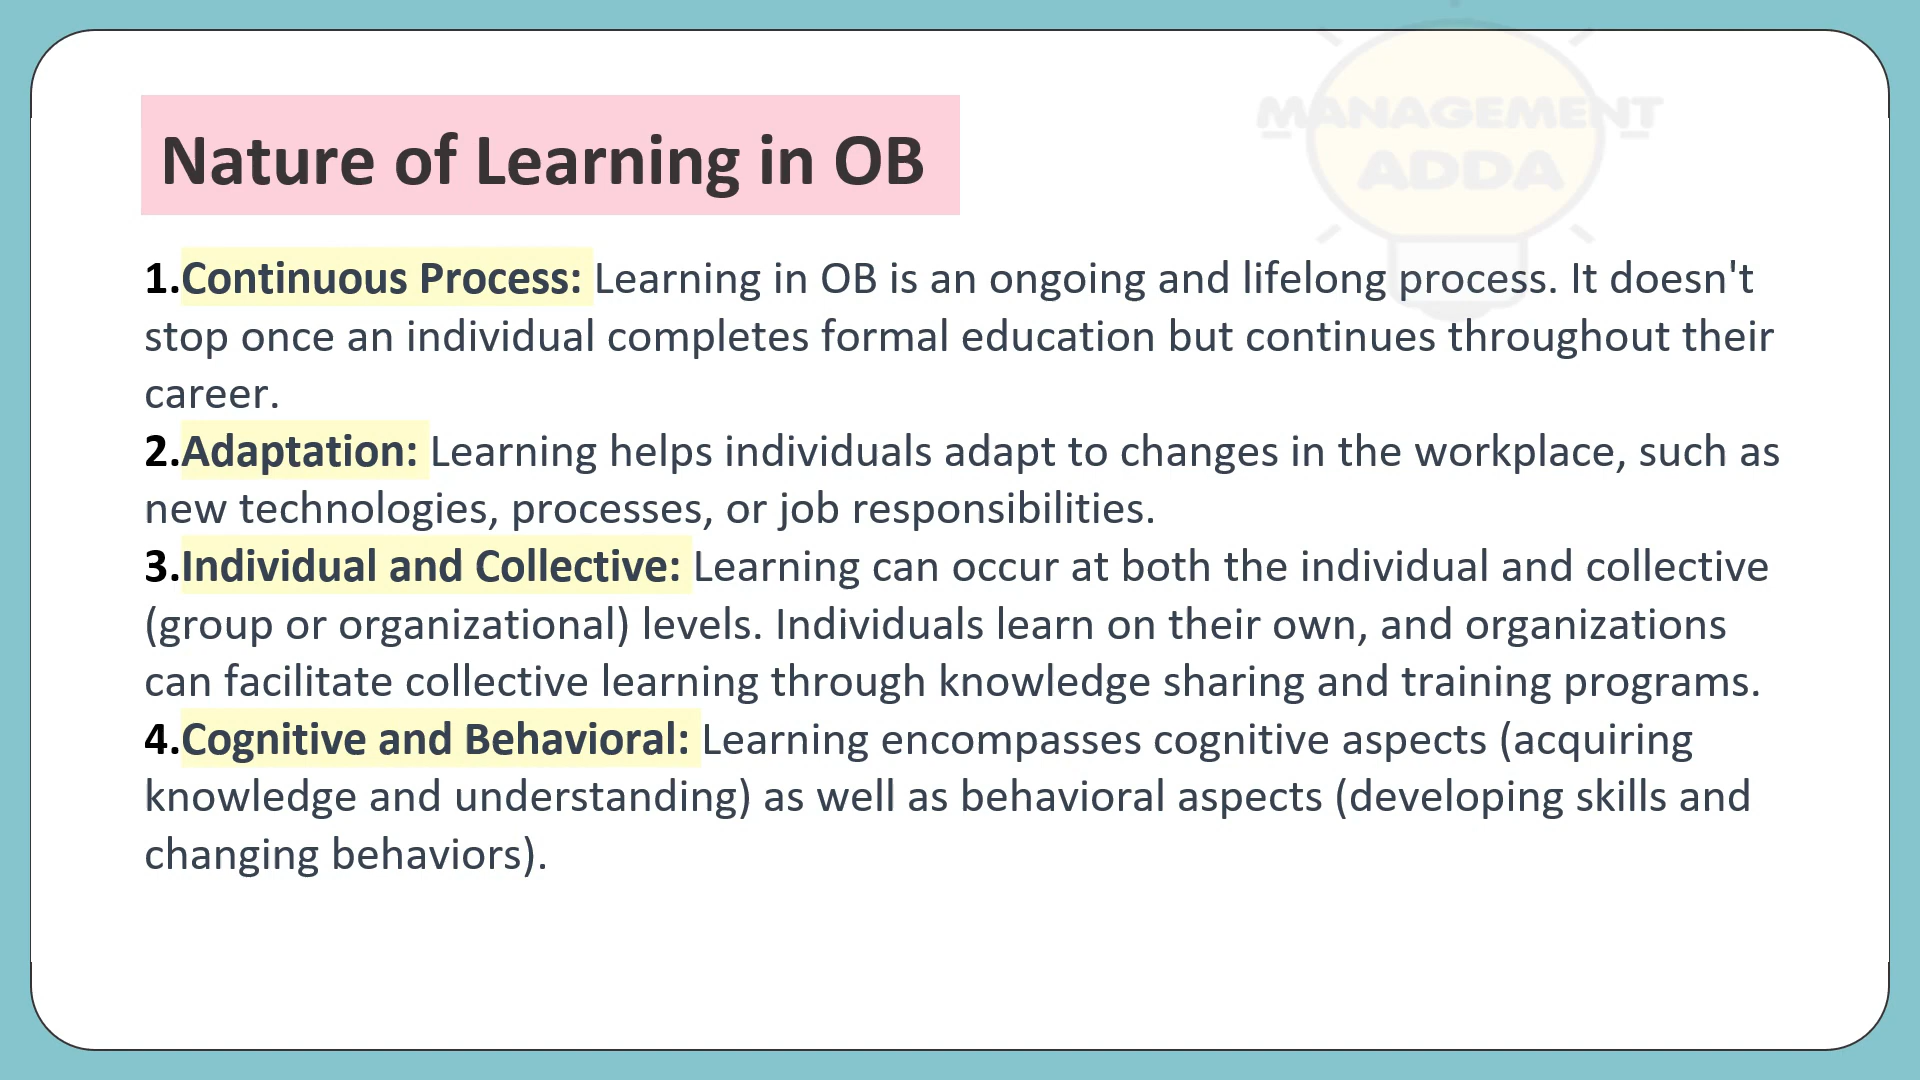 MANAGEMENT
ADDA
Nature of Learning in OB
1.Continuous Process: Learning in OB is an ongoing and lifelong process. It doesn't
stop once an individual completes formal education but continues throughout their
career.
2.Adaptation: Learning helps individuals adapt to changes in the workplace, such as
new technologies, processes, or job responsibilities.
3.Individual and Collective: Learning can occur at both the individual and collective
(group or organizational) levels. Individuals learn on their own, and organizations
can facilitate collective learning through knowledge sharing and training programs.
4.Cognitive and Behavioral: Learning encompasses cognitive aspects (acquiring
knowledge and understanding) as well as behavioral aspects (developing skills and
changing behaviors).